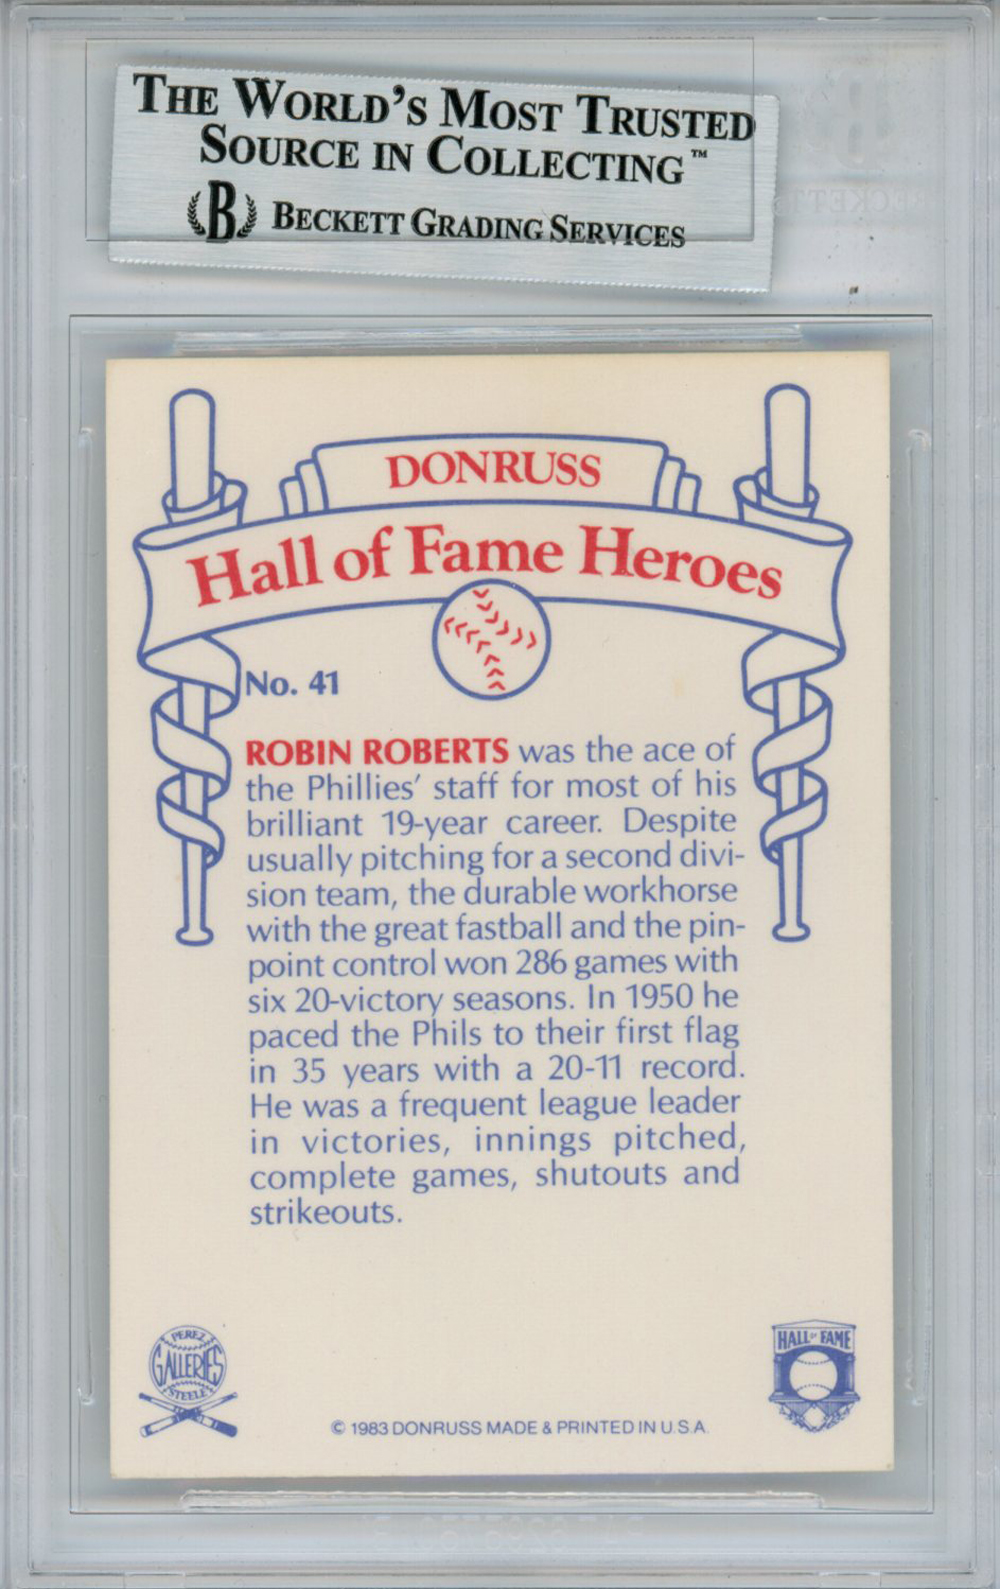 THE WORLD'S MOST TRUSTED
SOURCE IN COLLECTING™
B BECKETT GRADING SERVICES
DONRUSS
Hall of Fame Heroes
No. 41
ROBIN ROBERTS was the ace of
the Phillies' staff for most of his
brilliant 19-year career. Despite
usually pitching for a second divi-
sion team, the durable workhorse
with the great fastball and the pin-
point control won 286 games with
six 20-victory seasons. In 1950 he
paced the Phils to their first flag
in 35 years with a 20-11 record.
He was a frequent league leader
in victories, innings pitched,
complete games, shutouts and
strikeouts.
PEREZ
GALLERIES
STEELE
HALL OF FAME
© 1983 DONRUSS MADE & PRINTED IN U.S.A.